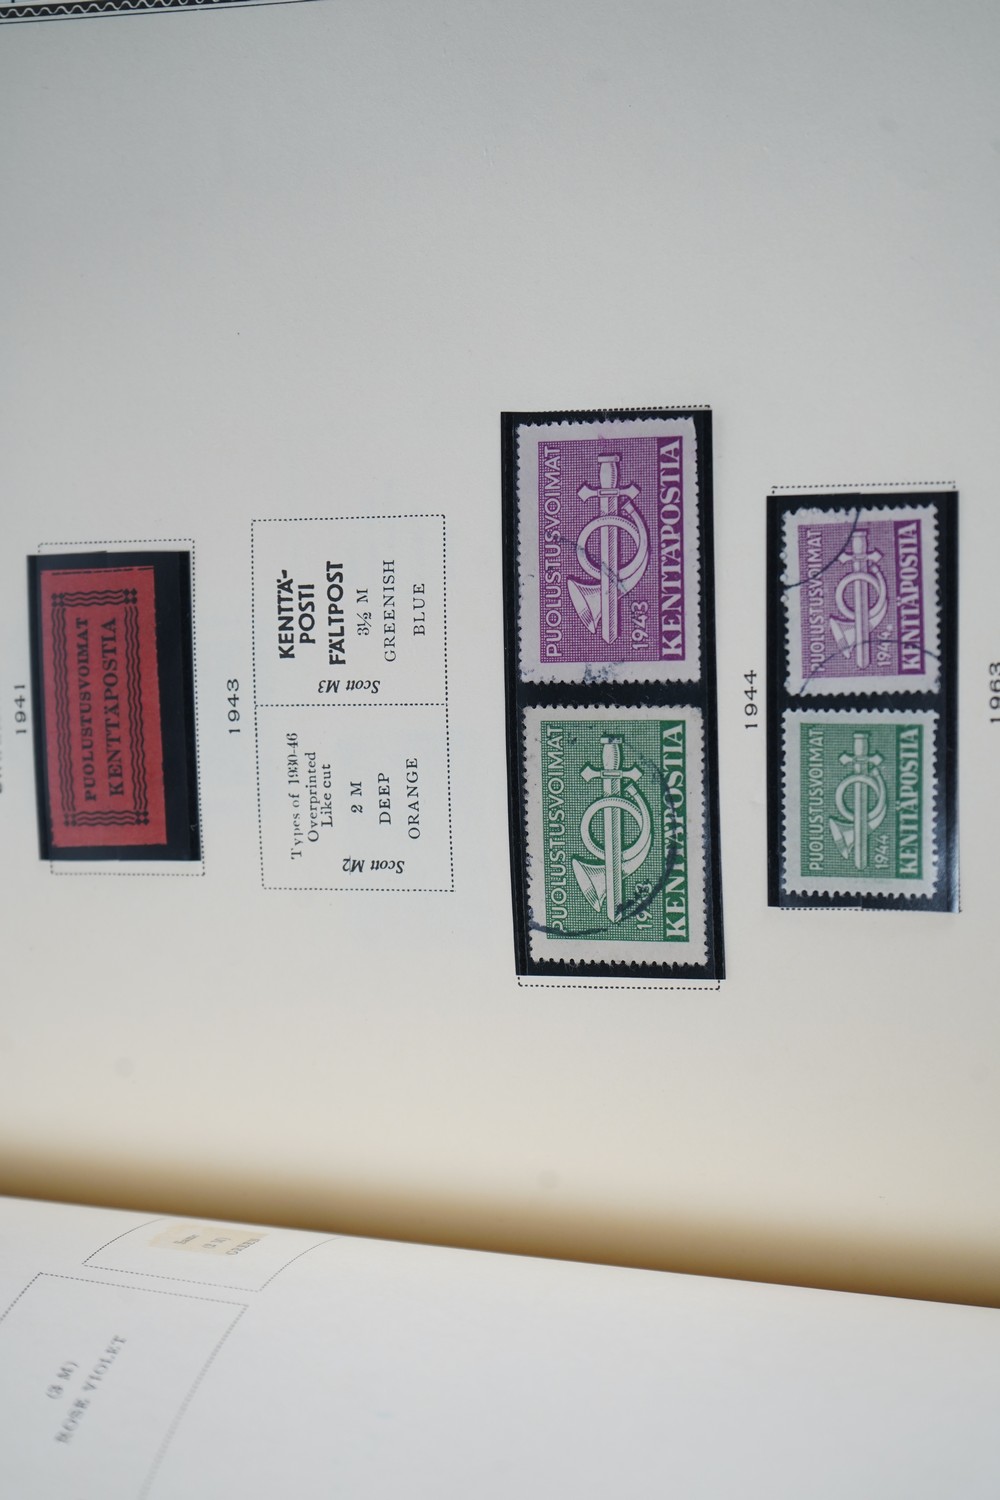 1941
PUOLUSTUSVOIMAT
KENTTÄPOSTIA
1943
Types of 1930-46
Overprinted
Like cut
2 M
DEEP
ORANGE
Scott M2
KENTTÄ-
POSTI
FÄLTPOST
3½ M
GREENISH
BLUE
Scott M3
PUOLUSTUSVOIMAT
1943
KENTTÄPOSTIA
PUOLUSTUSVOIMAT
1943
KENTTÄPOSTIA
1944
PUOLUSTUSVOIMAT
1944
KENTTÄPOSTIA
PUOLUSTUSVOIMAT
1944
KENTTÄPOSTIA
1963
(3 M)
ROSE VIOLET
GREEN